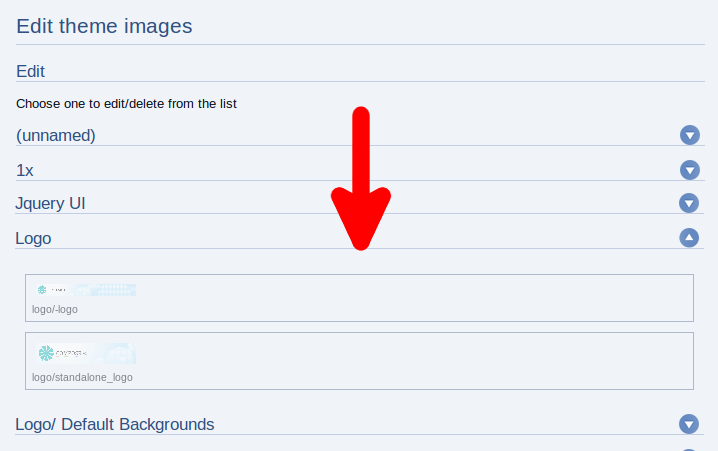 Edit theme images
Edit
Choose one to edit/delete from the list
(unnamed)
1x
Jquery UI
Logo
logo/-logo
logo/standalone_logo
Logo/ Default Backgrounds